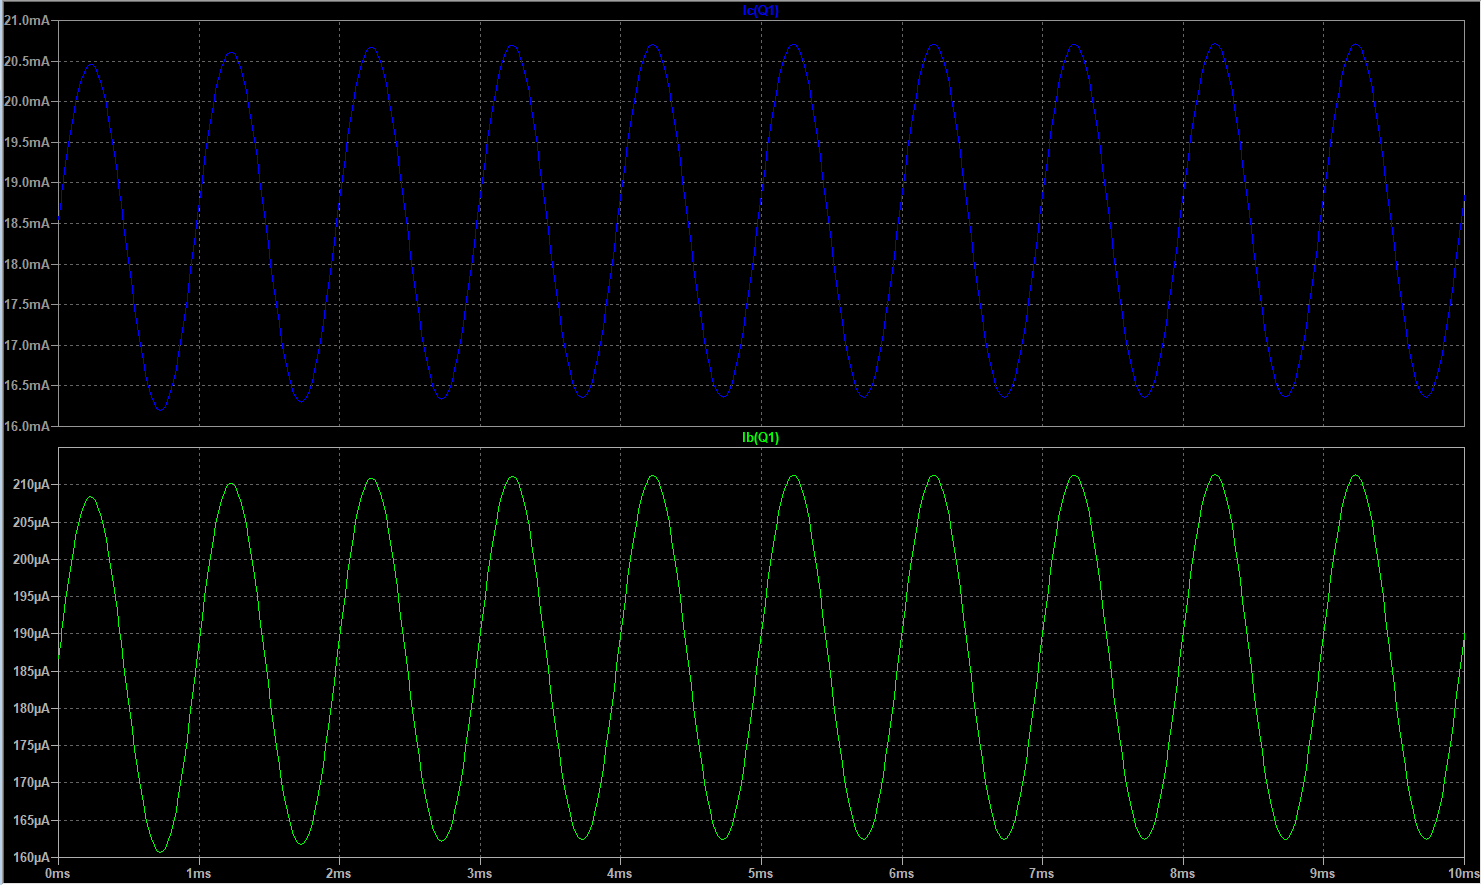 Ic(Q1)
21.0mA
20.5mA
20.0mA
19.5mA
19.0mA
18.5mA
18.0mA
17.5mA
17.0mA
16.5mA
16.0mA
Ib(Q1)
210µA
205µA
200µA
195µA
190µA
185µA
180µA
175µA
170µA
165µA
160µA
0ms 1ms 2ms 3ms 4ms 5ms 6ms 7ms 8ms 9ms 10ms